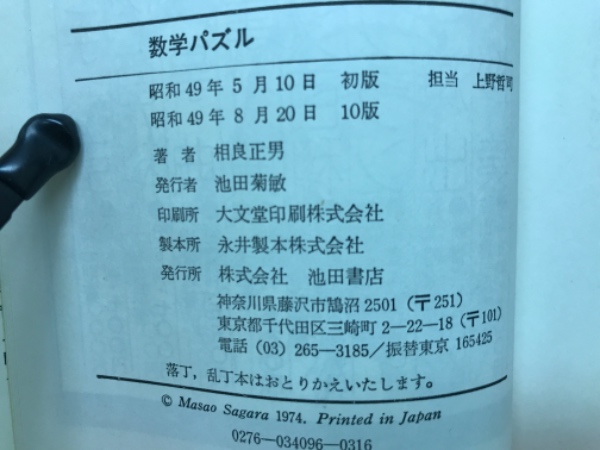 数学パズル
昭和49年5月10日 初版 担当 上野哲司
昭和49年8月20日 10版
著者 相良正男
発行者 池田菊敏
印刷所 大文堂印刷株式会社
製本所 永井製本株式会社
発行所 株式会社 池田書店
神奈川県藤沢市鵠沼2501(〒251)
東京都千代田区三崎町2―22―18(〒101)
電話(03)265―3185/振替東京 165425
落丁,乱丁本はおとりかえいたします。
© Masao Sagara 1974. Printed in Japan
0276―034096―0316